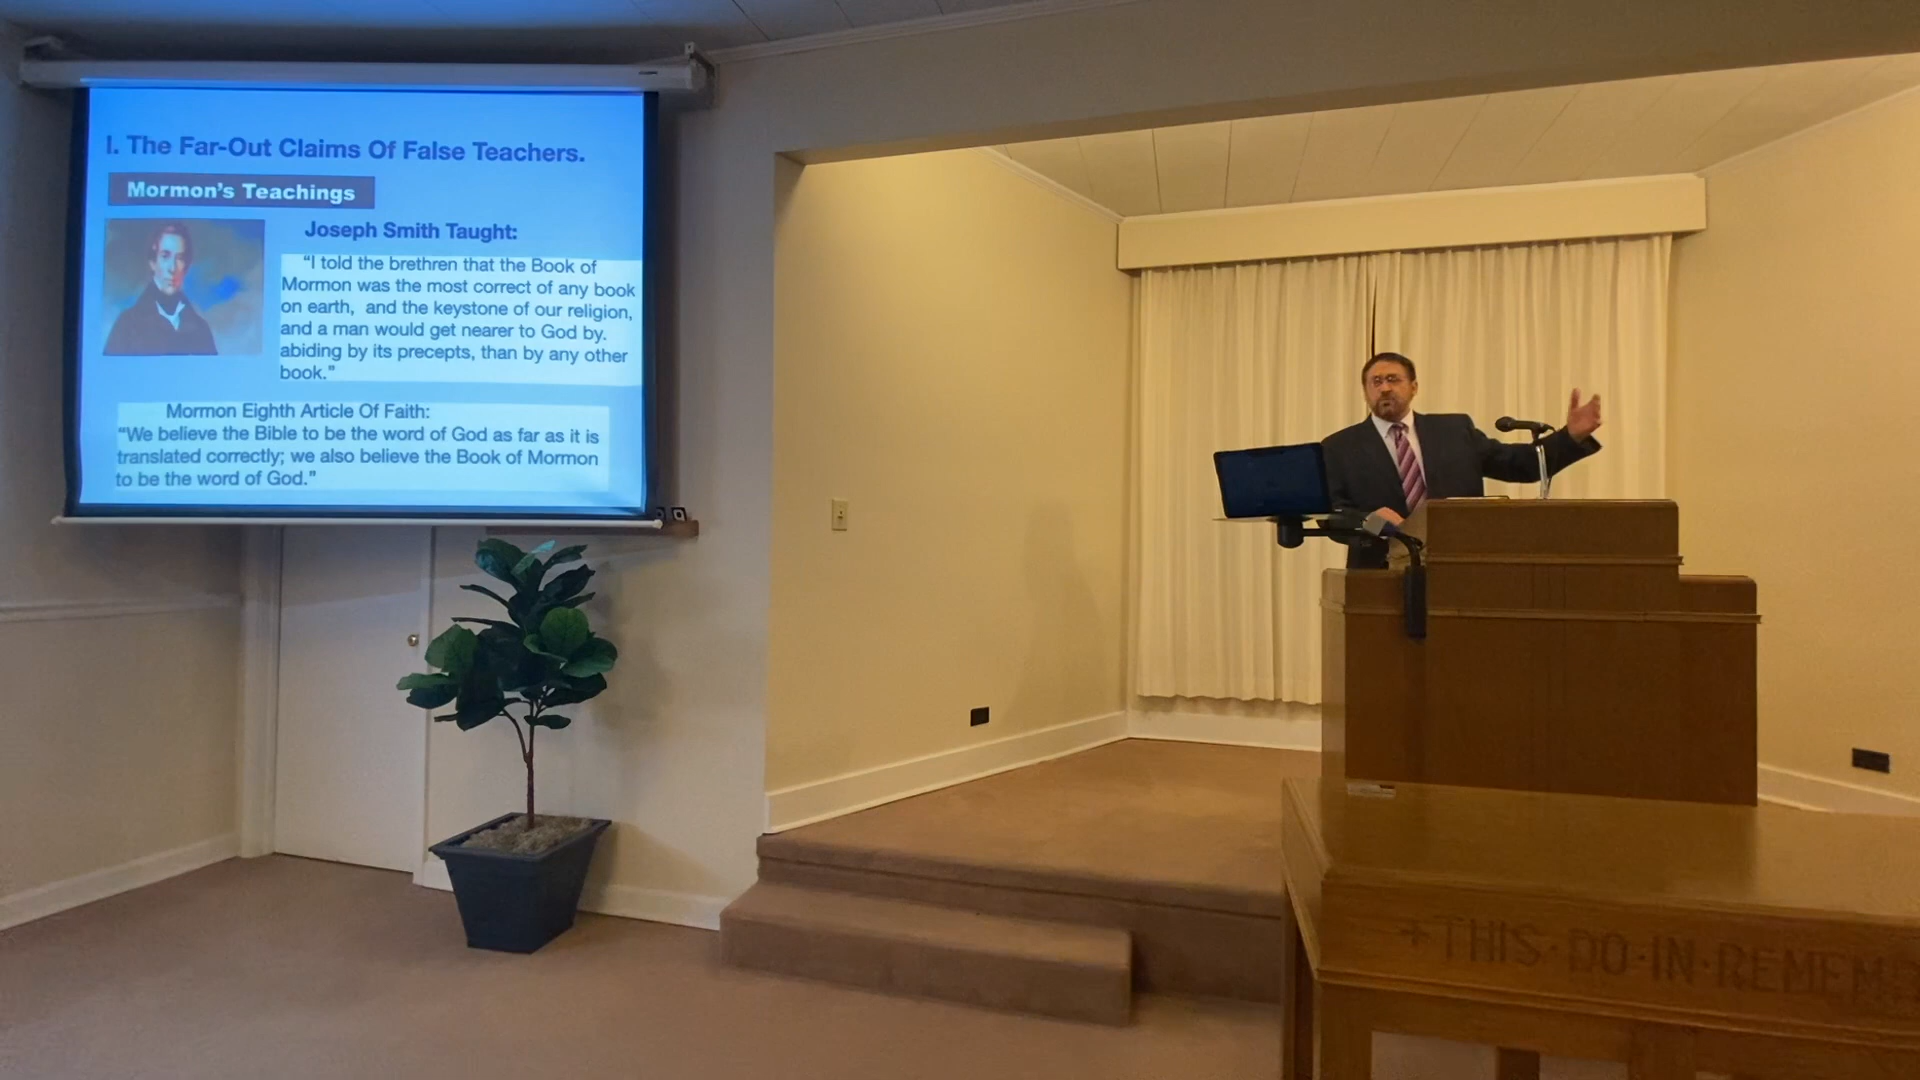 I. The Far-Out Claims Of False Teachers.
Mormon's Teachings
Joseph Smith Taught:
“I told the brethren that the Book of
Mormon was the most correct of any book
on earth,  and the keystone of our religion,
and a man would get nearer to God by.
abiding by its precepts, than by any other
book.”
Mormon Eighth Article Of Faith:
“We believe the Bible to be the word of God as far as it is
translated correctly; we also believe the Book of Mormon
to be the word of God.”
+THIS·DO·IN·REMEM